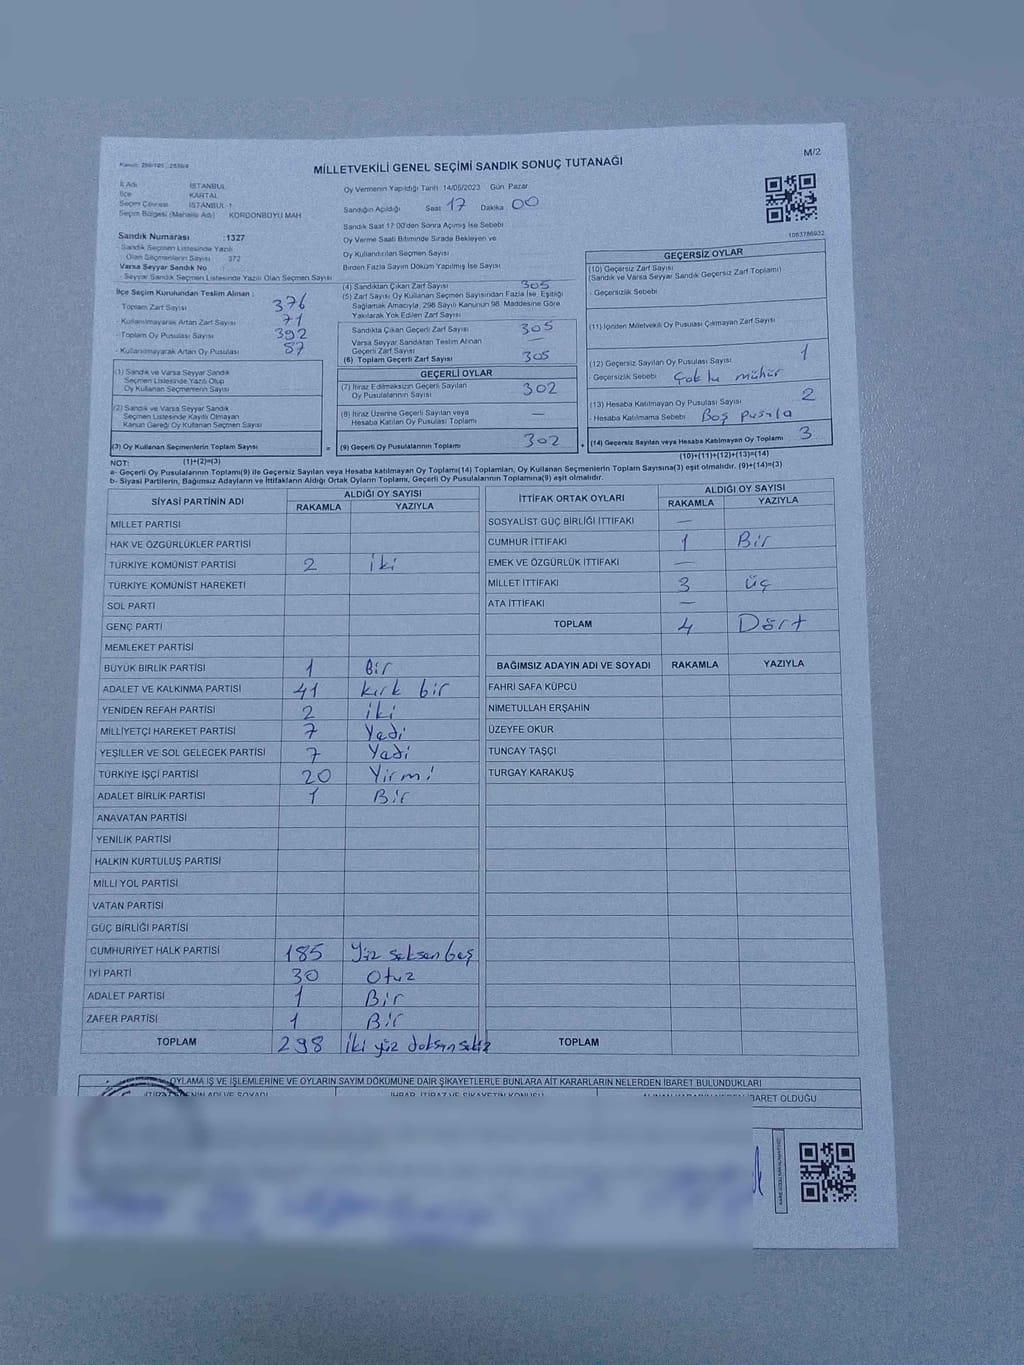 Kanun: 298/105 - 2839/4
MİLLETVEKİLİ GENEL SEÇİMİ SANDIK SONUÇ TUTANAĞI
M/2
İl Adı İSTANBUL
İlçe KARTAL
Seçim Çevresi İSTANBUL-1
Seçim Bölgesi (Mahalle Adı) KORDONBOYU MAH
Sandık Numarası :1327
- Sandık Seçmen Listesinde Yazılı
Olan Seçmenlerin Sayısı 372
Varsa Seyyar Sandık No
- Seyyar Sandık Seçmen Listesinde Yazılı Olan Seçmen Sayısı
İlçe Seçim Kurulundan Teslim Alınan :
- Toplam Zarf Sayısı 376
- Kullanılmayarak Artan Zarf Sayısı 71
- Toplam Oy Pusulası Sayısı 392
- Kullanılmayarak Artan Oy Pusulası 87
(1) Sandık ve Varsa Seyyar Sandık
Seçmen Listesinde Yazılı Olup
Oy Kullanan Seçmenlerin Sayısı
(2) Sandık ve Varsa Seyyar Sandık
Seçmen Listesinde Kayıtlı Olmayan
Kanun Gereği Oy Kullanan Seçmen Sayısı
(3) Oy Kullanan Seçmenlerin Toplam Sayısı =
(1)+(2)=(3)
Oy Vermenin Yapıldığı Tarih 14/05/2023 Gün Pazar
Sandığın Açıldığı Saat 17 Dakika 00
Sandık Saat 17:00'den Sonra Açılmış İse Sebebi
Oy Verme Saati Bitiminde Sırada Bekleyen ve
Oy Kullandırılan Seçmen Sayısı
Birden Fazla Sayım Döküm Yapılmış İse Sayısı
(4) Sandıktan Çıkan Zarf Sayısı 305
(5) Zarf Sayısı Oy Kullanan Seçmen Sayısından Fazla İse, Eşitliği
Sağlamak Amacıyla, 298 Sayılı Kanunun 98. Maddesine Göre
Yakılarak Yok Edilen Zarf Sayısı
Sandıkta Çıkan Geçerli Zarf Sayısı 305
Varsa Seyyar Sandıktan Teslim Alınan
Geçerli Zarf Sayısı —
(6) Toplam Geçerli Zarf Sayısı 305
GEÇERLİ OYLAR
(7) İtiraz Edilmeksizin Geçerli Sayılan
Oy Pusulalarının Sayısı 302
(8) İtiraz Üzerine Geçerli Sayılan veya
Hesaba Katılan Oy Pusulası Toplamı —
(9) Geçerli Oy Pusulalarının Toplamı 302 +
1063786932
GEÇERSİZ OYLAR
(10) Geçersiz Zarf Sayısı
(Sandık ve Varsa Seyyar Sandık Geçersiz Zarf Toplamı)
- Geçersizlik Sebebi
(11) İçinden Milletvekili Oy Pusulası Çıkmayan Zarf Sayısı
(12) Geçersiz Sayılan Oy Pusulası Sayısı 1
- Geçersizlik Sebebi Çoklu mühür
(13) Hesaba Katılmayan Oy Pusulası Sayısı 2
- Hesaba Katılmama Sebebi Boş pusula
(14) Geçersiz Sayılan veya Hesaba Katılmayan Oy Toplamı 3
(10)+(11)+(12)+(13)=(14)
NOT:
a- Geçerli Oy Pusulalarının Toplamı(9) ile Geçersiz Sayılan veya Hesaba katılmayan Oy Toplamı(14) Toplamları, Oy Kullanan Seçmenlerin Toplam Sayısına(3) eşit olmalıdır. (9)+(14)=(3)
b- Siyasi Partilerin, Bağımsız Adayların ve İttifakların Aldığı Ortak Oyların Toplamı, Geçerli Oy Pusulalarının Toplamına(9) eşit olmalıdır.
SİYASİ PARTİNİN ADI ALDIĞI OY SAYISI
RAKAMLA YAZIYLA
MİLLET PARTİSİ
HAK VE ÖZGÜRLÜKLER PARTİSİ
TÜRKİYE KOMÜNİST PARTİSİ 2 iki
TÜRKİYE KOMÜNİST HAREKETİ
SOL PARTİ
GENÇ PARTİ
MEMLEKET PARTİSİ
BÜYÜK BİRLİK PARTİSİ 1 Bir
ADALET VE KALKINMA PARTİSİ 41 kırk bir
YENİDEN REFAH PARTİSİ 2 iki
MİLLİYETÇİ HAREKET PARTİSİ 7 Yedi
YEŞİLLER VE SOL GELECEK PARTİSİ 7 Yedi
TÜRKİYE İŞÇİ PARTİSİ 20 Yirmi
ADALET BİRLİK PARTİSİ 1 Bir
ANAVATAN PARTİSİ
YENİLİK PARTİSİ
HALKIN KURTULUŞ PARTİSİ
MİLLİ YOL PARTİSİ
VATAN PARTİSİ
GÜÇ BİRLİĞİ PARTİSİ
CUMHURİYET HALK PARTİSİ 185 Yüz seksen beş
İYİ PARTİ 30 Otuz
ADALET PARTİSİ 1 Bir
ZAFER PARTİSİ 1 Bir
TOPLAM 298 İki yüz doksan sekiz
İTTİFAK ORTAK OYLARI ALDIĞI OY SAYISI
RAKAMLA YAZIYLA
SOSYALİST GÜÇ BİRLİĞİ İTTİFAKI —
CUMHUR İTTİFAKI 1 Bir
EMEK VE ÖZGÜRLÜK İTTİFAKI —
MİLLET İTTİFAKI 3 üç
ATA İTTİFAKI —
TOPLAM 4 Dört
BAĞIMSIZ ADAYIN ADI VE SOYADI RAKAMLA YAZIYLA
FAHRİ SAFA KÜPCÜ
NİMETULLAH ERŞAHİN
ÜZEYFE OKUR
TUNCAY TAŞÇI
TURGAY KARAKUŞ
TOPLAM
OYLAMA İŞ VE İŞLEMLERİNE VE OYLARIN SAYIM DÖKÜMÜNE DAİR ŞİKAYETLERLE BUNLARA AİT KARARLARIN NELERDEN İBARET BULUNDUKLARI
İHBAR, İTİRAZ VE ŞİKAYETİN KONUSU
İBARET OLDUĞU